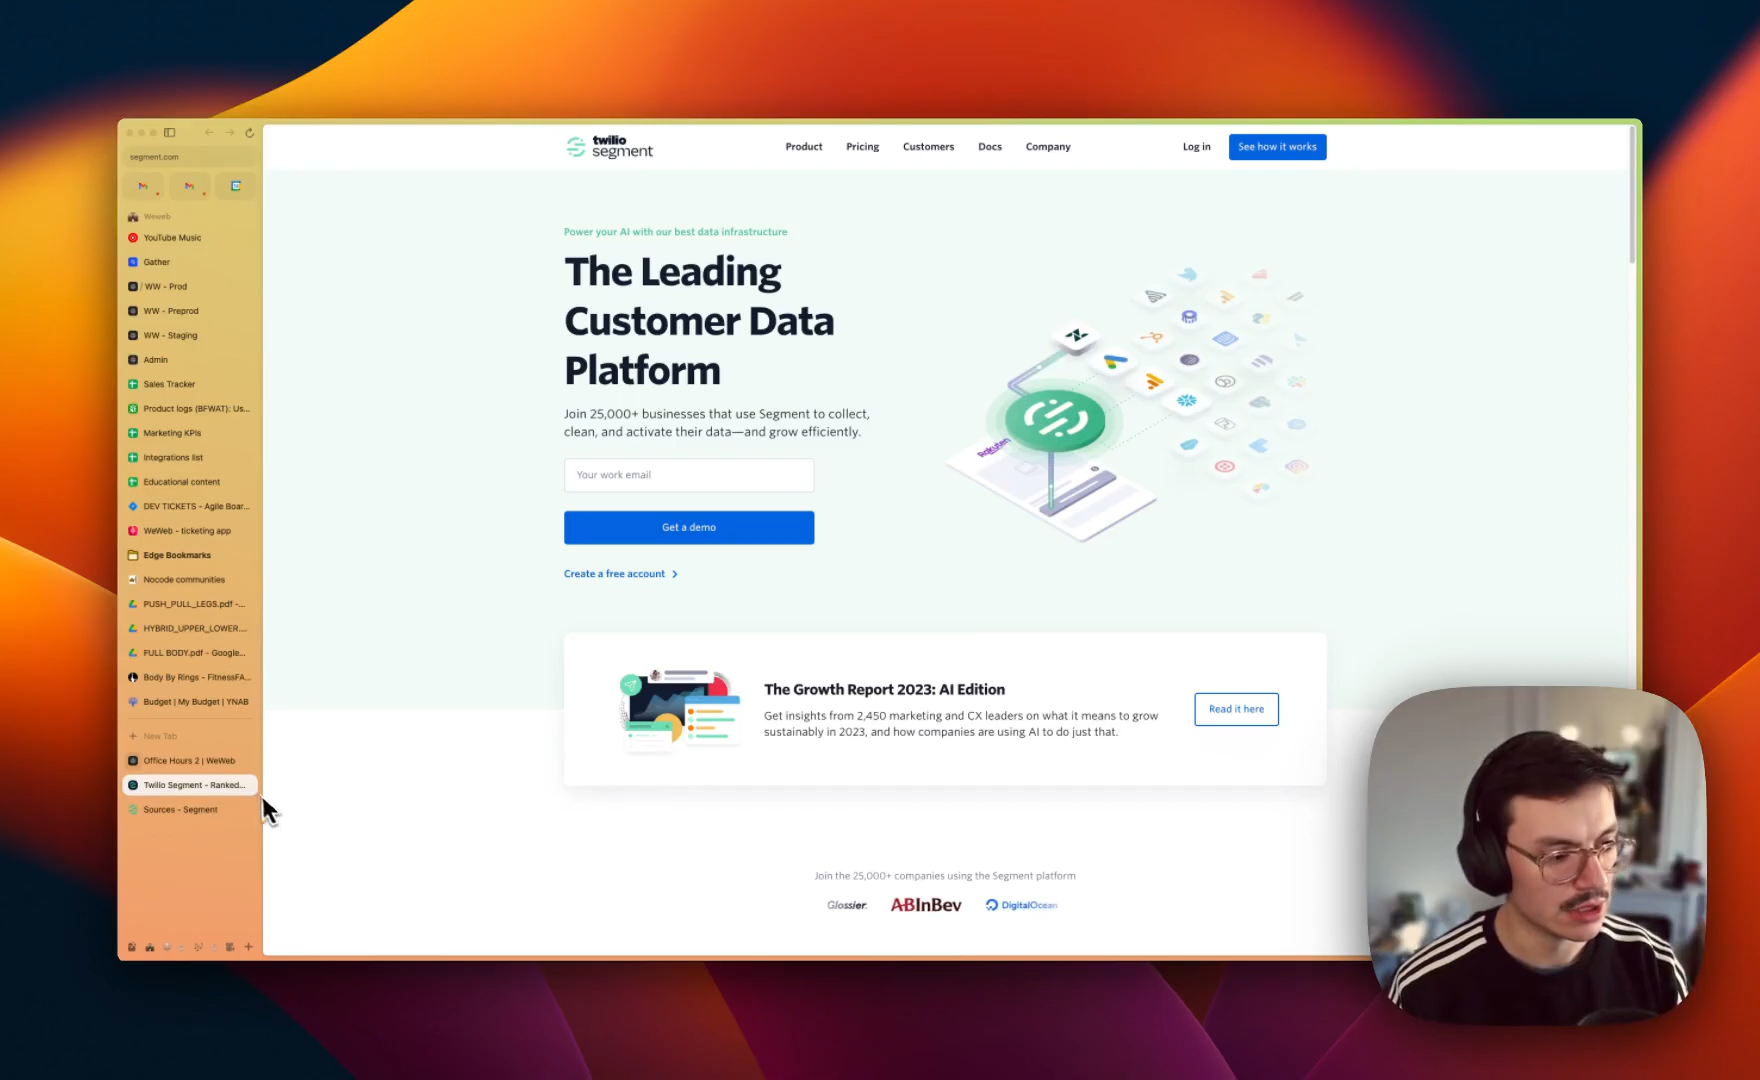 segment.com
Weweb
YouTube Music
Gather
/ WW - Prod
WW - Preprod
WW - Staging
Admin
Sales Tracker
Product logs (BFWAT): Us...
Marketing KPIs
Integrations list
Educational content
DEV TICKETS - Agile Boar...
WeWeb - ticketing app
Edge Bookmarks
Nocode communities
PUSH_PULL_LEGS.pdf -...
HYBRID_UPPER_LOWER....
FULL BODY.pdf - Google...
Body By Rings - FitnessFA...
Budget | My Budget | YNAB
New Tab
Office Hours 2 | WeWeb
Twilio Segment - Ranked...
Sources - Segment
twilio
segment
Product Pricing Customers Docs Company
Log in See how it works
Power your AI with our best data infrastructure
The Leading
Customer Data
Platform
Join 25,000+ businesses that use Segment to collect,
clean, and activate their data—and grow efficiently.
Your work email
Get a demo
Create a free account
Rakuten
The Growth Report 2023: AI Edition
Get insights from 2,450 marketing and CX leaders on what it means to grow
sustainably in 2023, and how companies are using AI to do just that.
Read it here
Join the 25,000+ companies using the Segment platform
Glossier. ABInBev DigitalOcean